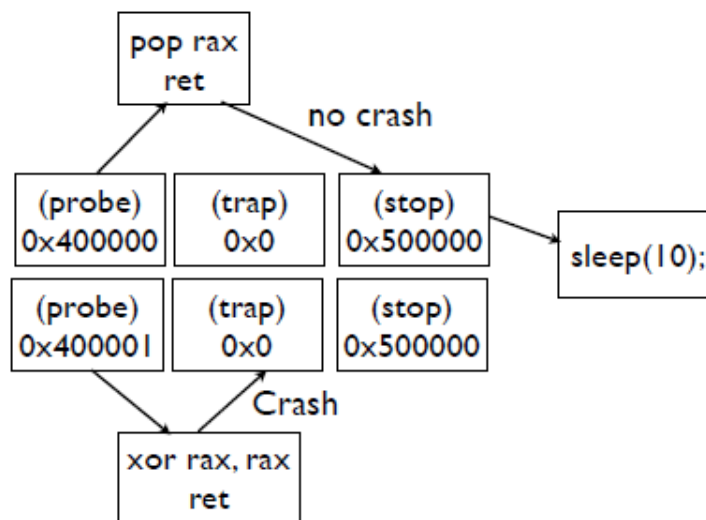 pop rax
ret
no crash
(probe)
0x400000
(trap)
0x0
(stop)
0x500000
sleep(10);
(probe)
0x400001
(trap)
0x0
(stop)
0x500000
Crash
xor rax, rax
ret